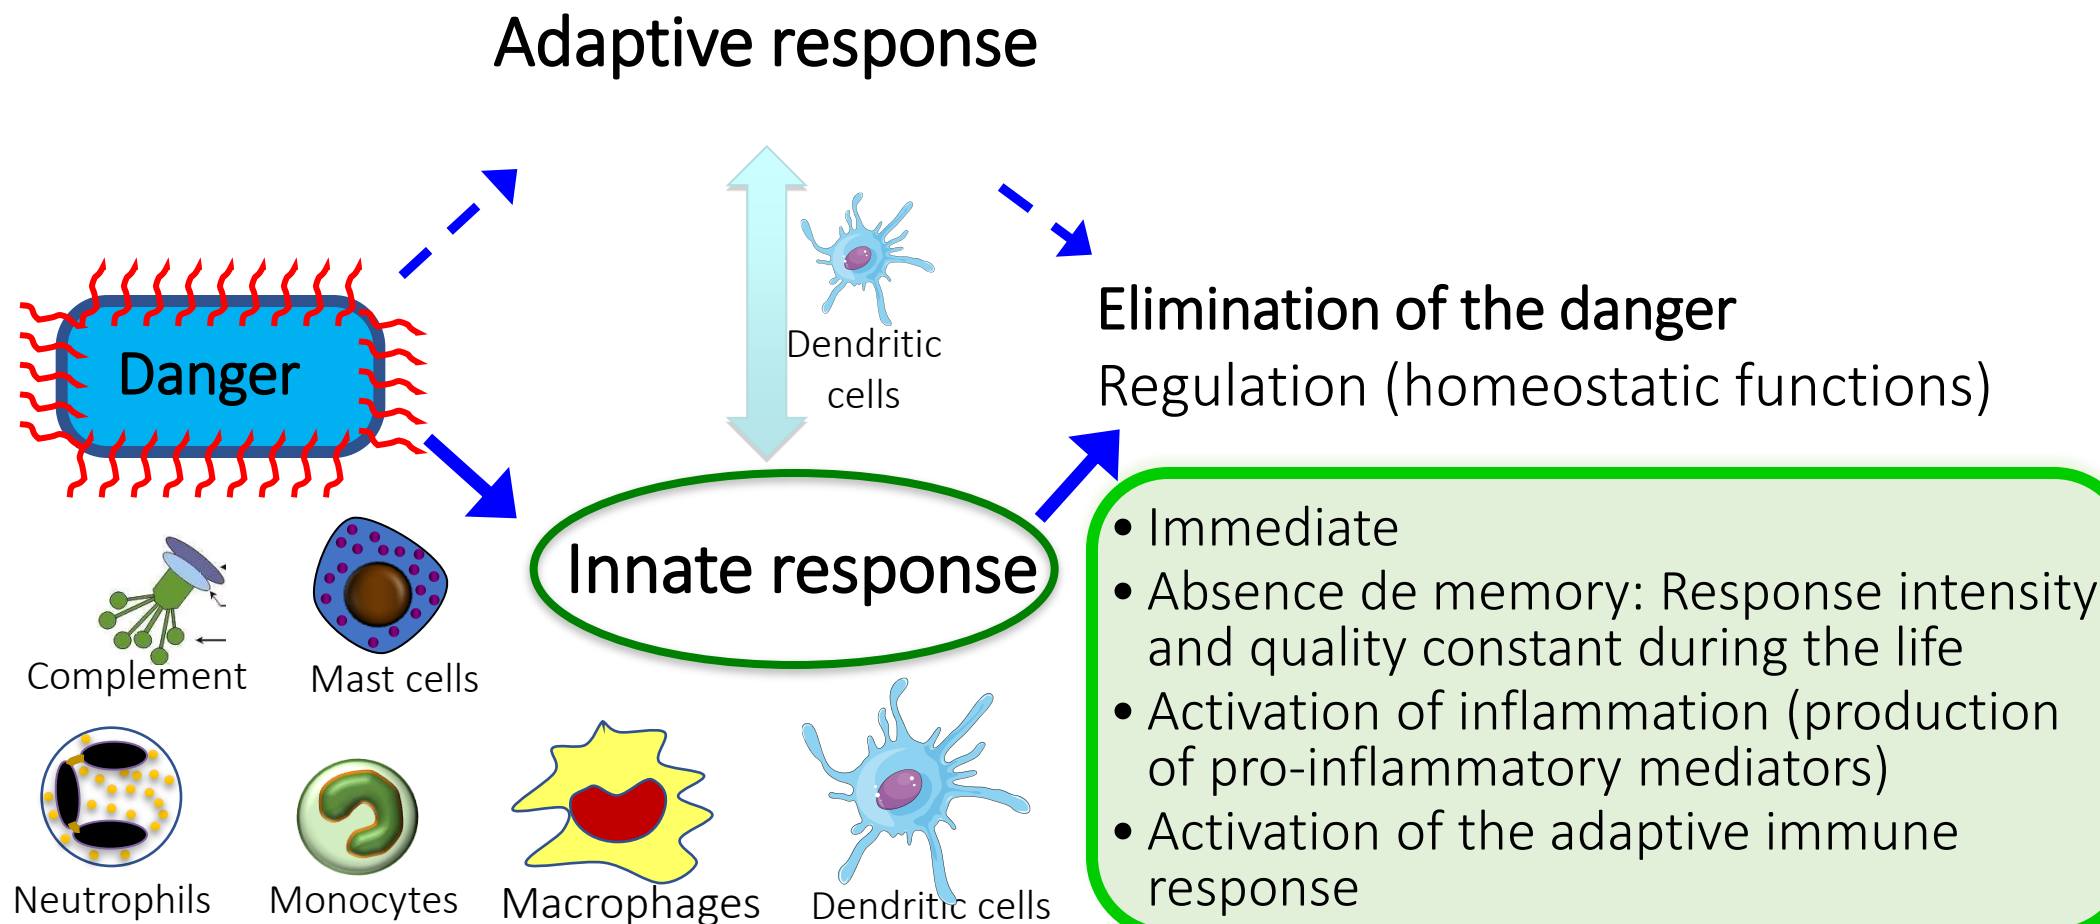 Adaptive response
Dendritic
cells
Danger
Elimination of the danger
Regulation (homeostatic functions)
Innate response
Complement
Mast cells
Neutrophils
Monocytes
Macrophages
Dendritic cells
• Immediate
• Absence de memory: Response intensity
and quality constant during the life
• Activation of inflammation (production
of pro-inflammatory mediators)
• Activation of the adaptive immune
response